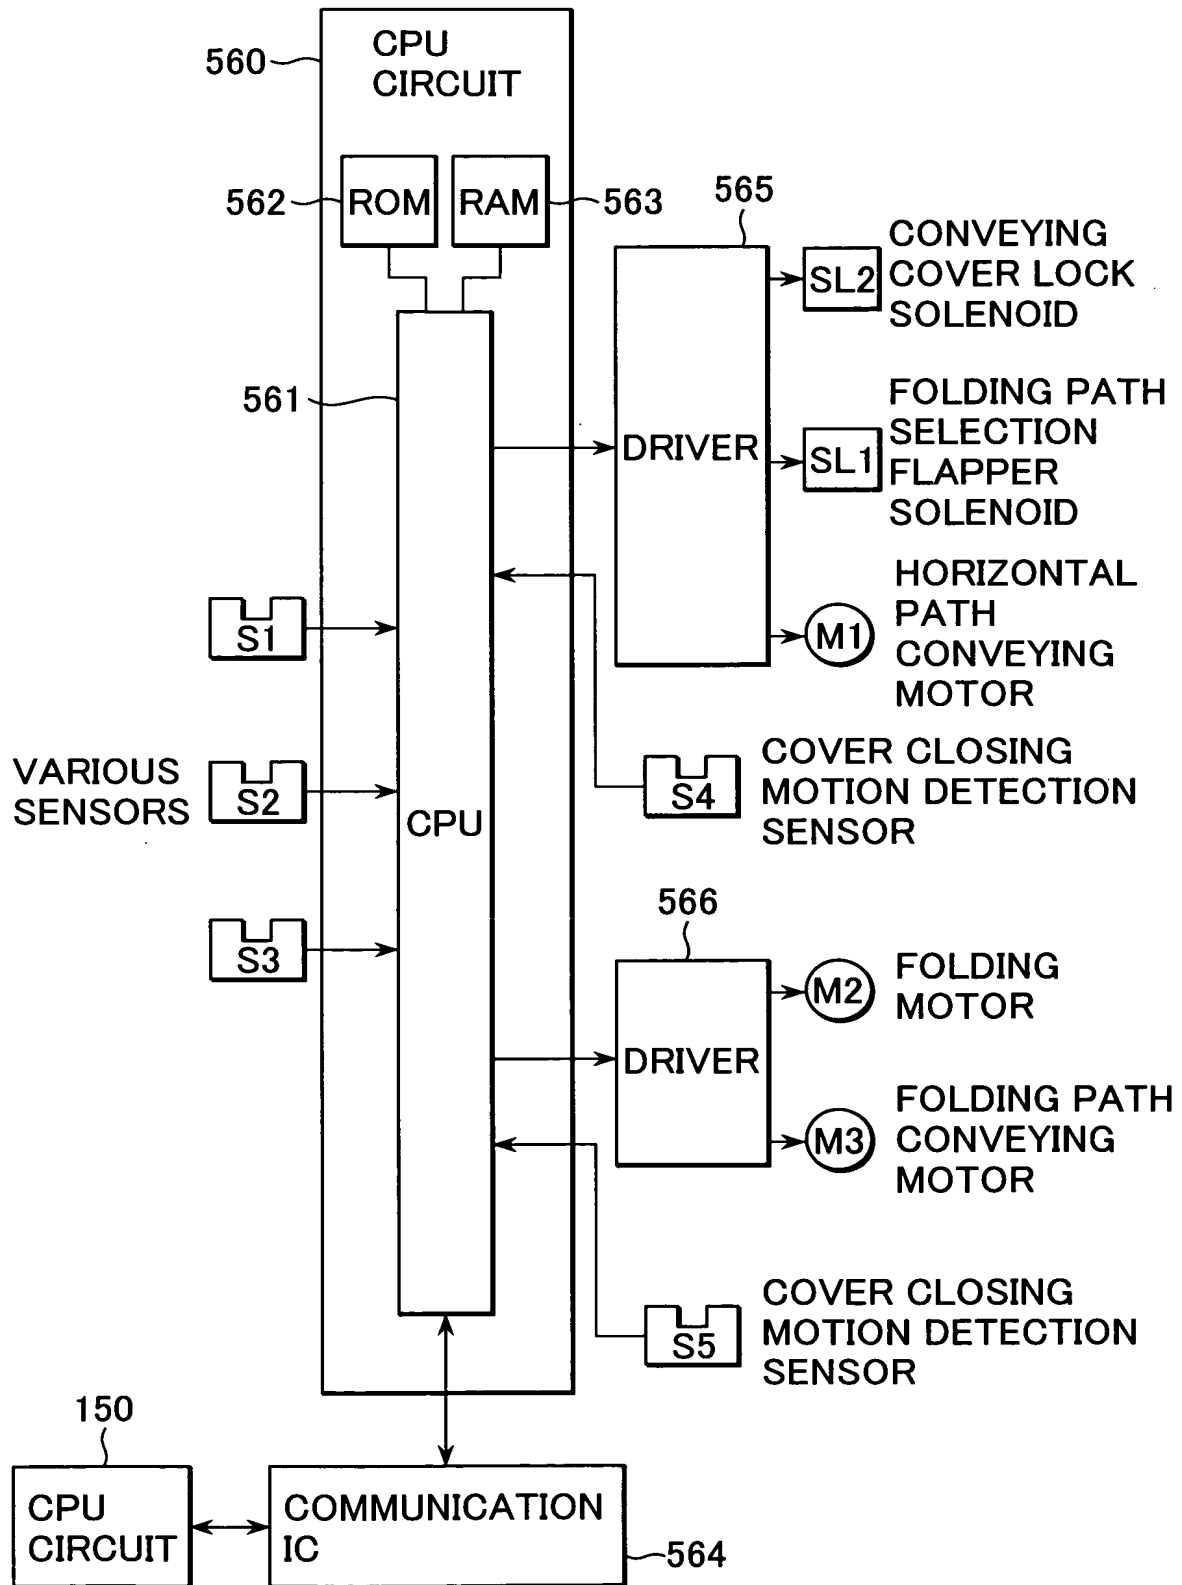 CPU
CIRCUIT
560
562
ROM
RAM
563
565
SL2
CONVEYING
COVER LOCK
SOLENOID
561
DRIVER
SL1
FOLDING PATH
SELECTION
FLAPPER
SOLENOID
M1
HORIZONTAL
PATH
CONVEYING
MOTOR
S1
VARIOUS
SENSORS
S2
CPU
S4
COVER CLOSING
MOTION DETECTION
SENSOR
S3
566
DRIVER
M2
FOLDING
MOTOR
M3
FOLDING PATH
CONVEYING
MOTOR
S5
COVER CLOSING
MOTION DETECTION
SENSOR
150
CPU
CIRCUIT
COMMUNICATION
IC
564